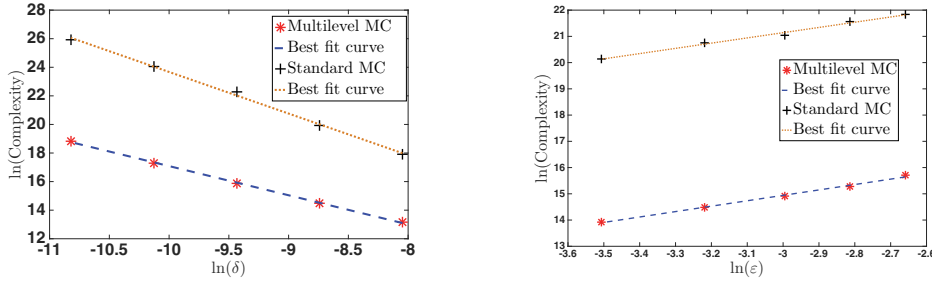 ln(Complexity)
28
26
24
22
20
18
16
14
12
Multilevel MC
Best fit curve
Standard MC
Best fit curve
-11 -10.5 -10 -9.5 -9 -8.5 -8
ln(δ)
ln(Complexity)
22
21
20
19
18
17
16
15
14
13
Multilevel MC
Best fit curve
Standard MC
Best fit curve
-3.6 -3.5 -3.4 -3.3 -3.2 -3.1 -3 -2.9 -2.8 -2.7 -2.6
ln(ε)